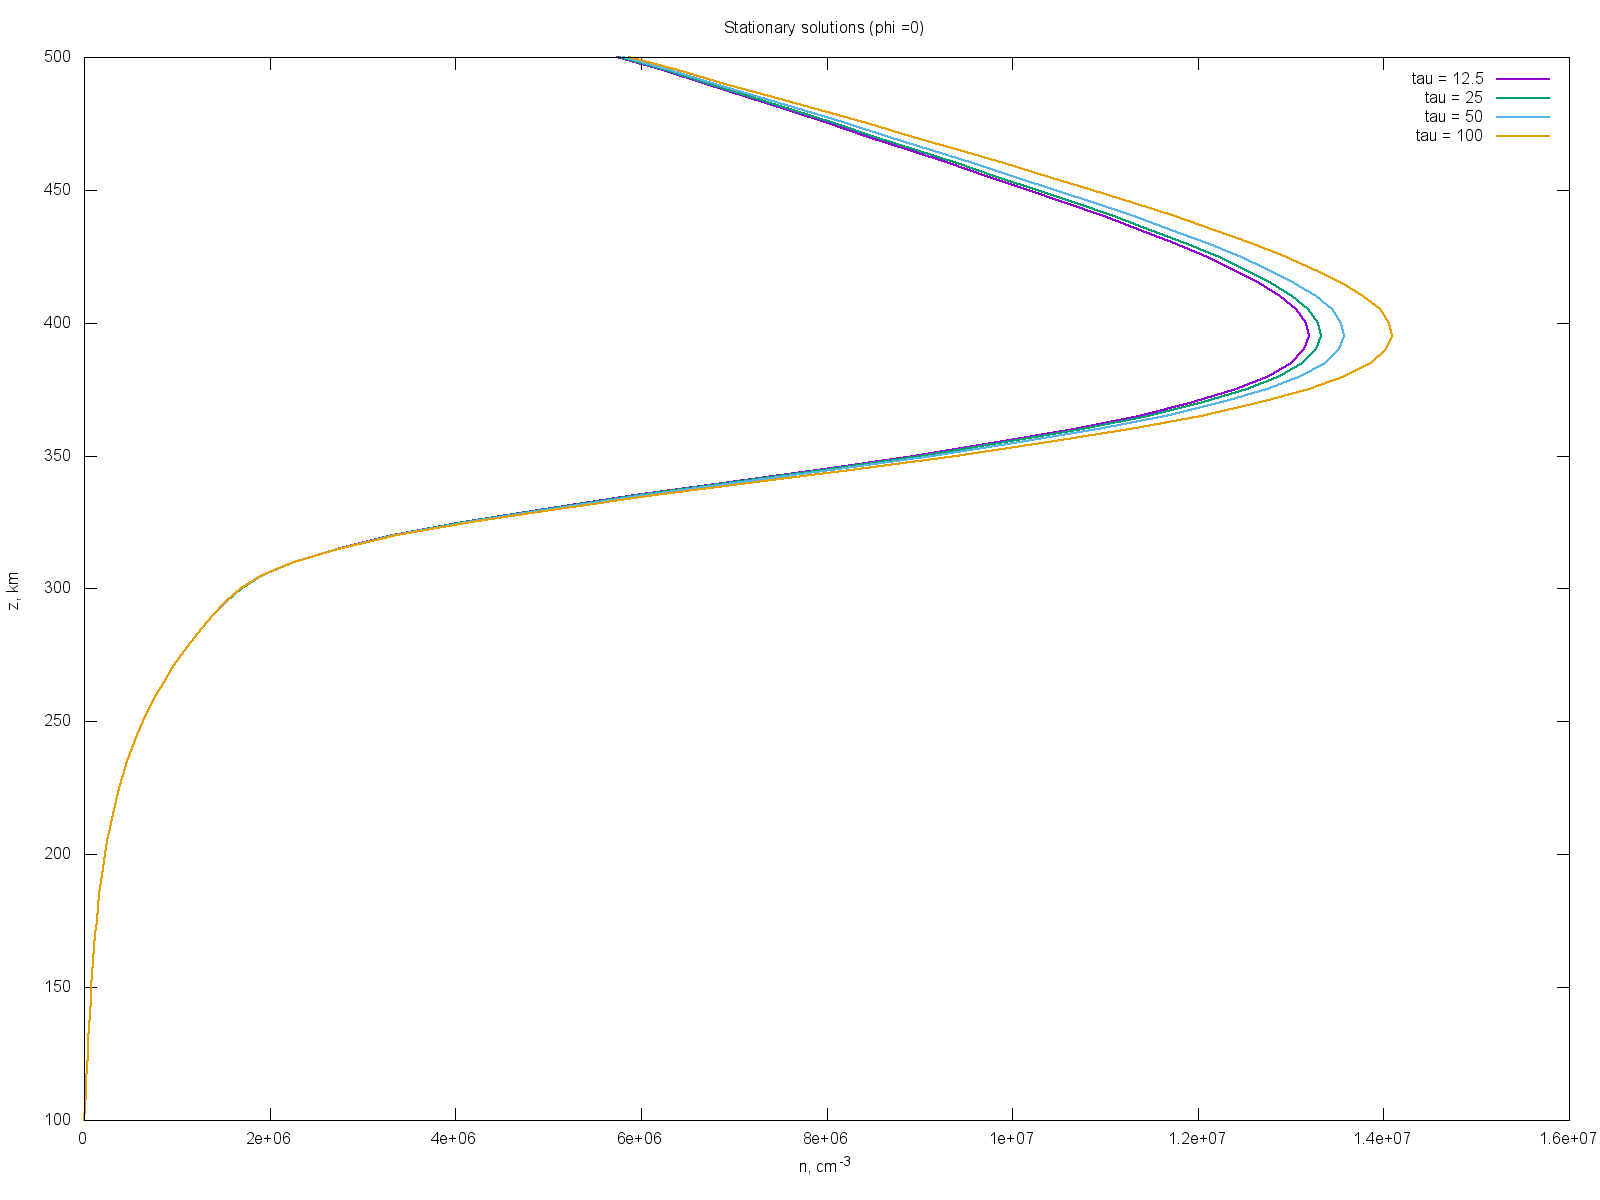 Stationary solutions (phi =0)
tau = 12.5
tau = 25
tau = 50
tau = 100
500
450
400
350
300
250
200
150
100
z, km
0
2e+06
4e+06
6e+06
8e+06
1e+07
1.2e+07
1.4e+07
1.6e+07
n, cm-3